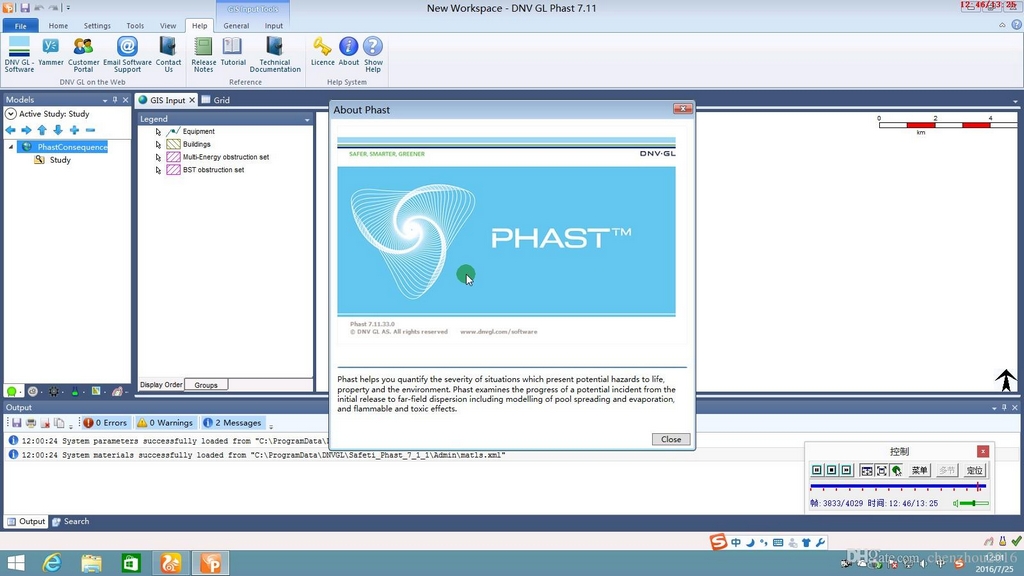 New Workspace - DNV GL Phast 7.11
12:46/13:25
GIS Input Tools
File Home Settings Tools View Help General Input
DNV GL - Software
Yammer
Customer Portal
Email Software Support
Contact Us
Release Notes
Tutorial
Technical Documentation
Licence
About
Show Help
DNV GL on the Web
Reference
Help System
Models
Active Study: Study
PhastConsequence
Study
GIS Input
Grid
Legend
Equipment
Buildings
Multi-Energy obstruction set
BST obstruction set
Display Order
Groups
0 2 4
km
About Phast
SAFER, SMARTER, GREENER
DNV·GL
PHAST™
Phast 7.11.33.0
© DNV GL AS. All rights reserved www.dnvgl.com/software
Phast helps you quantify the severity of situations which present potential hazards to life,
property and the environment. Phast examines the progress of a potential incident from the
initial release to far-field dispersion including modelling of pool spreading and evaporation,
and flammable and toxic effects.
Close
Output
0 Errors
0 Warnings
2 Messages
12:00:24 System parameters successfully loaded from "C:\ProgramData\
12:00:24 System materials successfully loaded from "C:\ProgramData\DNVGL\Safeti_Phast_7_1_1\Admin\matls.xml"
控制
菜单
多节
定位
帧:3833/4029 时间:12:46/13:25
Output
Search
中
DHgate.com
chenzhou2016
12:01
2016/7/25